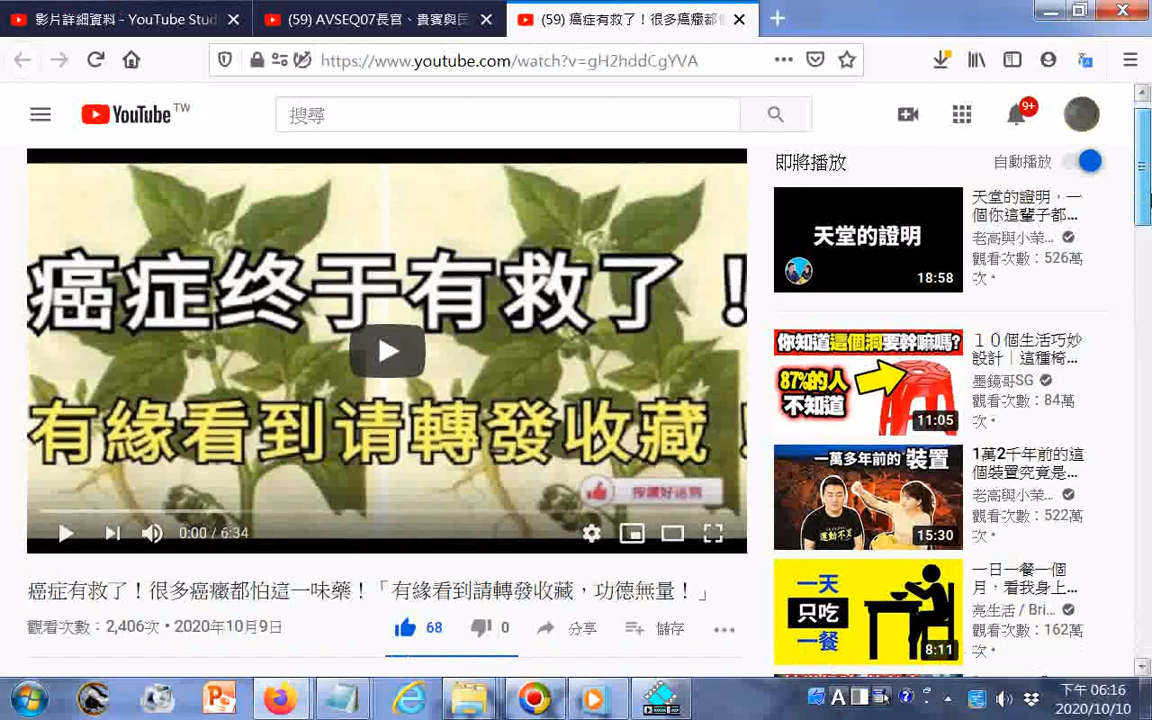 影片詳細資料 - YouTube Stud
(59) AVSEQ07長官、貴賓與民
(59) 癌症有救了！很多癌癥都
https://www.youtube.com/watch?v=gH2hddCgYVA
YouTube TW
搜尋
9+
癌症终于有救了！
有緣看到请轉發收藏！
0:00 / 6:34
癌症有救了！很多癌癥都怕這一味藥！「有緣看到請轉發收藏，功德無量！」
觀看次數：2,406次 • 2020年10月9日
68
0
分享
儲存
即將播放
自動播放
天堂的證明
18:58
天堂的證明，一
個你這輩子都...
老高與小茉...
觀看次數：526萬
次 •
你知道這個洞要幹嘛嗎?
87%的人
不知道
11:05
１０個生活巧妙
設計｜這種椅...
墨鏡哥SG
觀看次數：84萬
次 •
一萬多年前的裝置
15:30
1萬2千年前的這
個裝置究竟是...
老高與小茉...
觀看次數：522萬
次 •
一天
只吃
一餐
8:11
一日一餐一個
月，看我身上...
亮生活 / Bri...
觀看次數：162萬
次 •
下午 06:16
2020/10/10